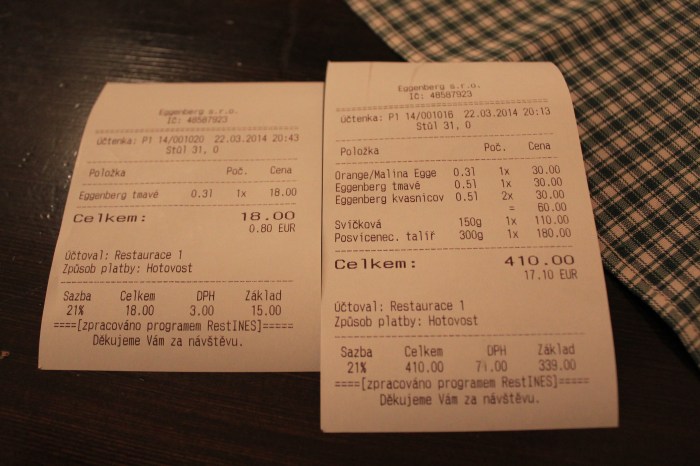 Eggenberg s.r.o.
IČ: 48587923
Účtenka: P1 14/001020 22.03.2014 20:43
Stůl 31, 0
Položka Poč. Cena
Eggenberg tmavé 0.3l 1x 18.00
Celkem: 18.00
0.80 EUR
Účtoval: Restaurace 1
Způsob platby: Hotovost
Sazba Celkem DPH Základ
21% 18.00 3.00 15.00
====[zpracováno programem RestINES]=====
Děkujeme Vám za návštěvu.
Eggenberg s.r.o.
IČ: 48587923
Účtenka: P1 14/001016 22.03.2014 20:13
Stůl 31, 0
Položka Poč. Cena
Orange/Malina Egge 0.3l 1x 30.00
Eggenberg tmavé 0.5l 1x 30.00
Eggenberg kvasnicov 0.5l 2x 30.00
= 60.00
Svíčková 150g 1x 110.00
Posvícenec. talíř 300g 1x 180.00
Celkem: 410.00
17.10 EUR
Účtoval: Restaurace 1
Způsob platby: Hotovost
Sazba Celkem DPH Základ
21% 410.00 71.00 339.00
====[zpracováno programem RestINES]=====
Děkujeme Vám za návštěvu.